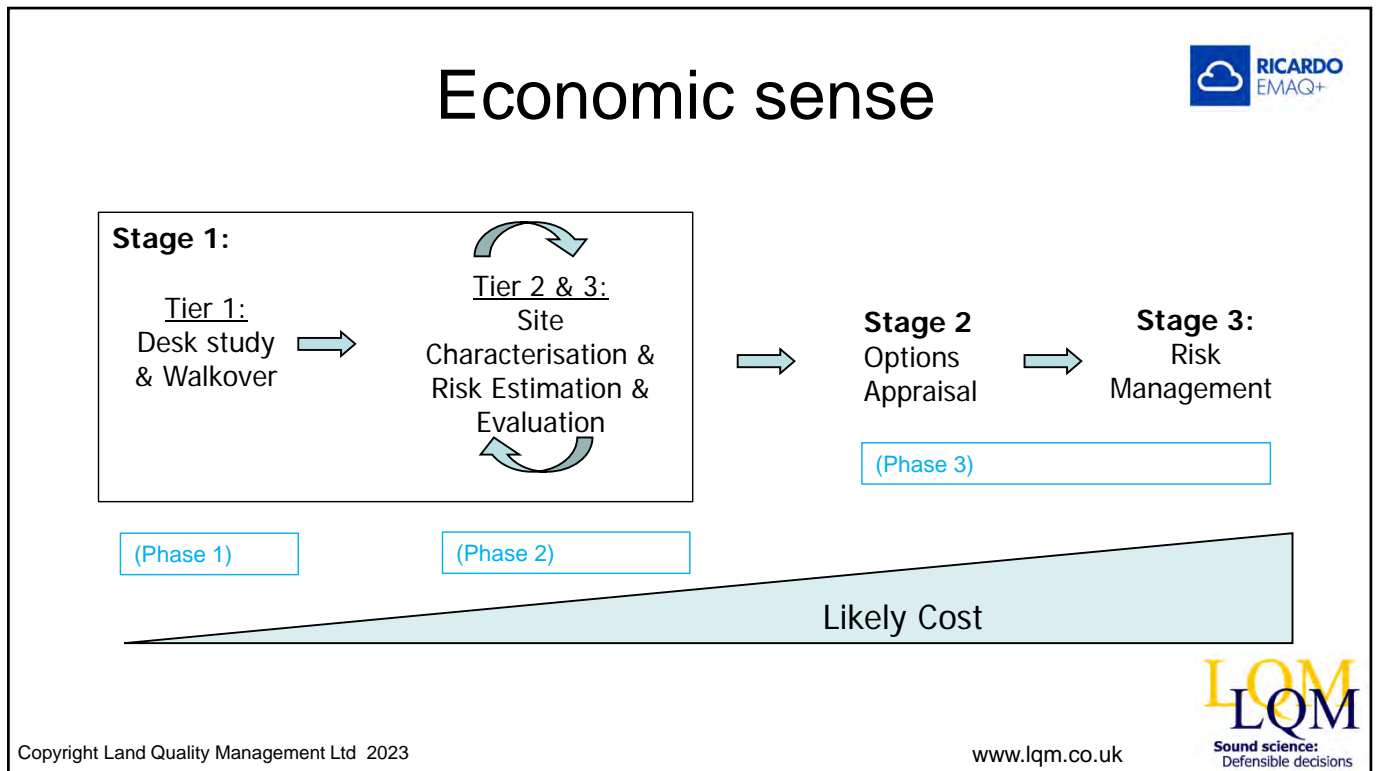 Economic sense
RICARDO
EMAQ+
Stage 1:
Tier 1:
Desk study
& Walkover
Tier 2 & 3:
Site
Characterisation &
Risk Estimation &
Evaluation
Stage 2
Options
Appraisal
Stage 3:
Risk
Management
(Phase 3)
(Phase 1)
(Phase 2)
Likely Cost
LQM
LQM
Sound science:
Defensible decisions
Copyright Land Quality Management Ltd 2023
www.lqm.co.uk